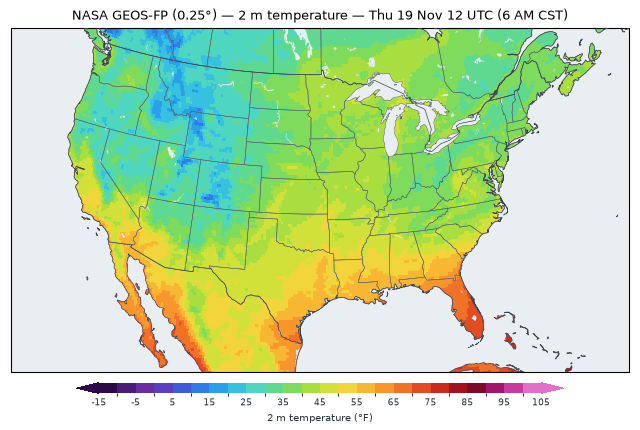 NASA GEOS-FP (0.25°) — 2 m temperature — Thu 19 Nov 12 UTC (6 AM CST)
-15 -5 5 15 25 35 45 55 65 75 85 95 105
2 m temperature (°F)